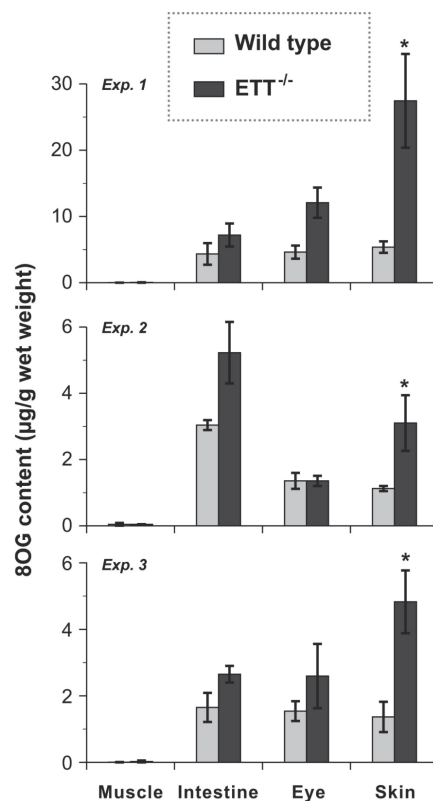 Wild type
ETT-/-
Exp. 1
*
30
20
10
0
Exp. 2
*
6
4
2
0
Exp. 3
*
6
4
2
0
8OG content (µg/g wet weight)
Muscle Intestine Eye Skin